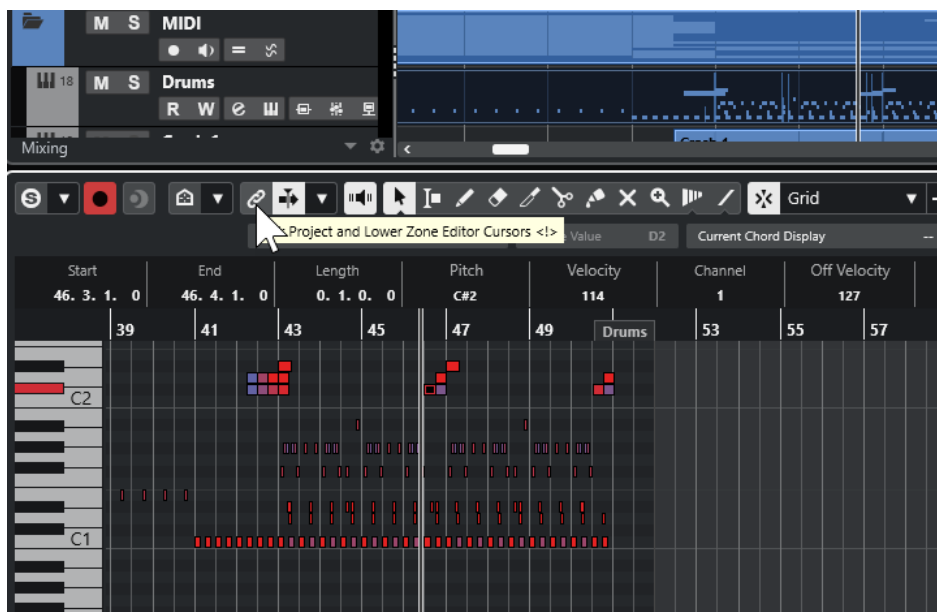 M S MIDI
18 M S Drums
R W
Mixing
S Grid
Project and Lower Zone Editor Cursors <!>
Value D2 Current Chord Display --
Start End Length Pitch Velocity Channel Off Velocity
46. 3. 1. 0 46. 4. 1. 0 0. 1. 0. 0 C#2 114 1 127
39 41 43 45 47 49 53 55 57
Drums
C2
C1